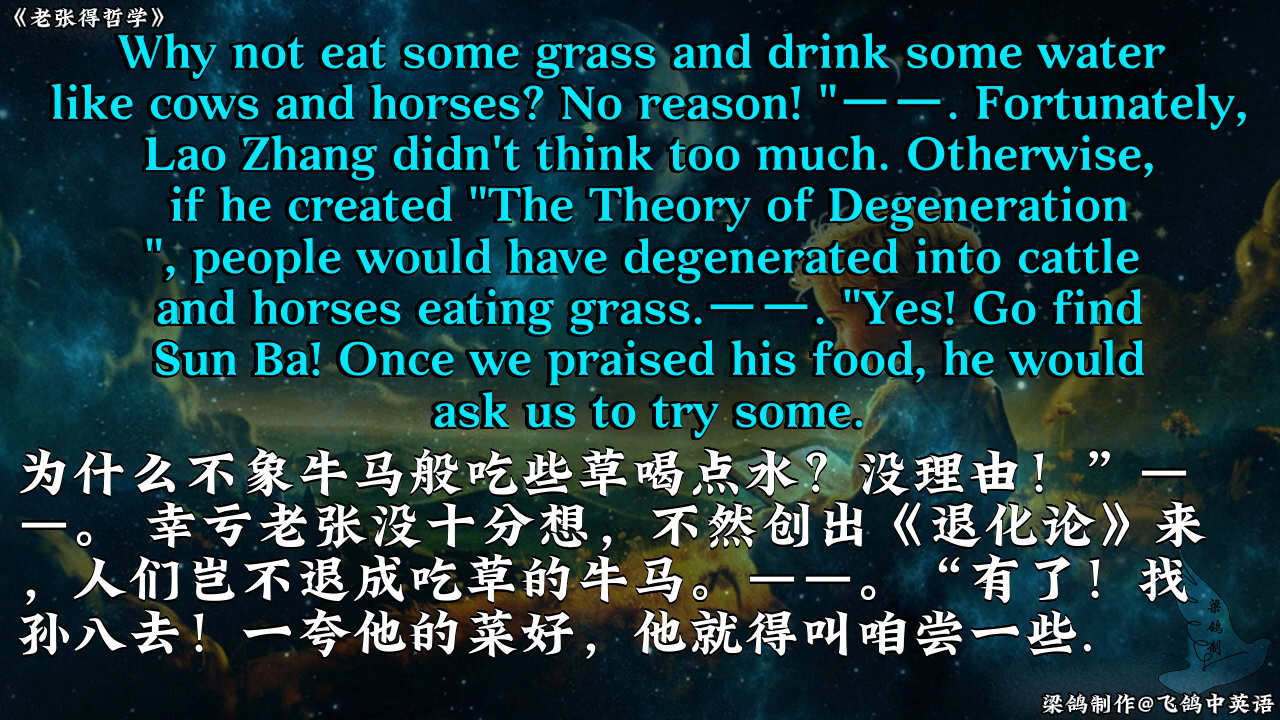 《老张得哲学》
Why not eat some grass and drink some water
like cows and horses? No reason! "——. Fortunately,
Lao Zhang didn't think too much. Otherwise,
if he created "The Theory of Degeneration
", people would have degenerated into cattle
and horses eating grass.——. "Yes! Go find
Sun Ba! Once we praised his food, he would
ask us to try some.
为什么不象牛马般吃些草喝点水？没理由！”—
—。 幸亏老张没十分想，不然创出《退化论》来
，人们岂不退成吃草的牛马。——。“有了！找
孙八去！一夸他的菜好，他就得叫咱尝一些.
梁
鸽
制
梁鸽制作@飞鸽中英语